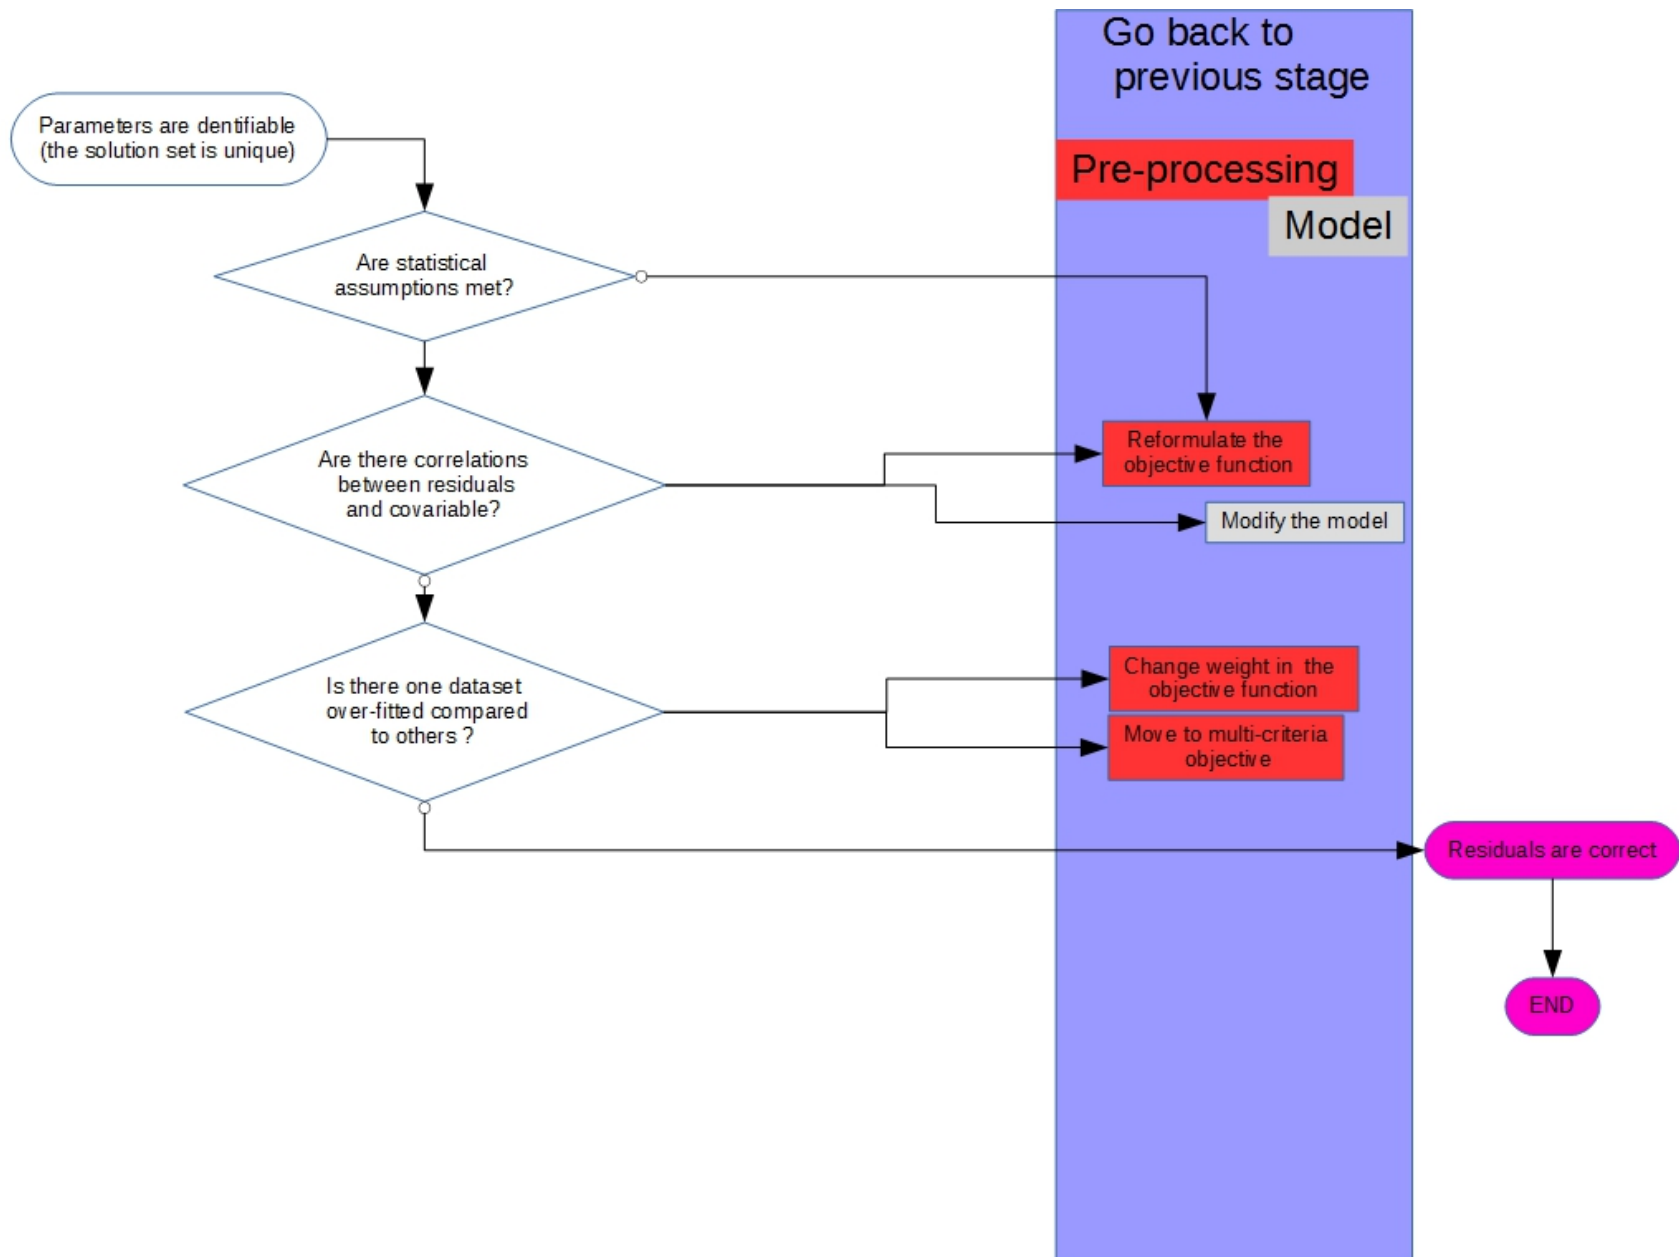 Go back to
previous stage
Parameters are dentifiable
(the solution set is unique)
Pre-processing
Model
Are statistical
assumptions met?
Reformulate the
objective function
Are there correlations
between residuals
and covariable?
Modify the model
Change weight in the
objective function
Is there one dataset
over-fitted compared
to others ?
Move to multi-criteria
objective
Residuals are correct
END